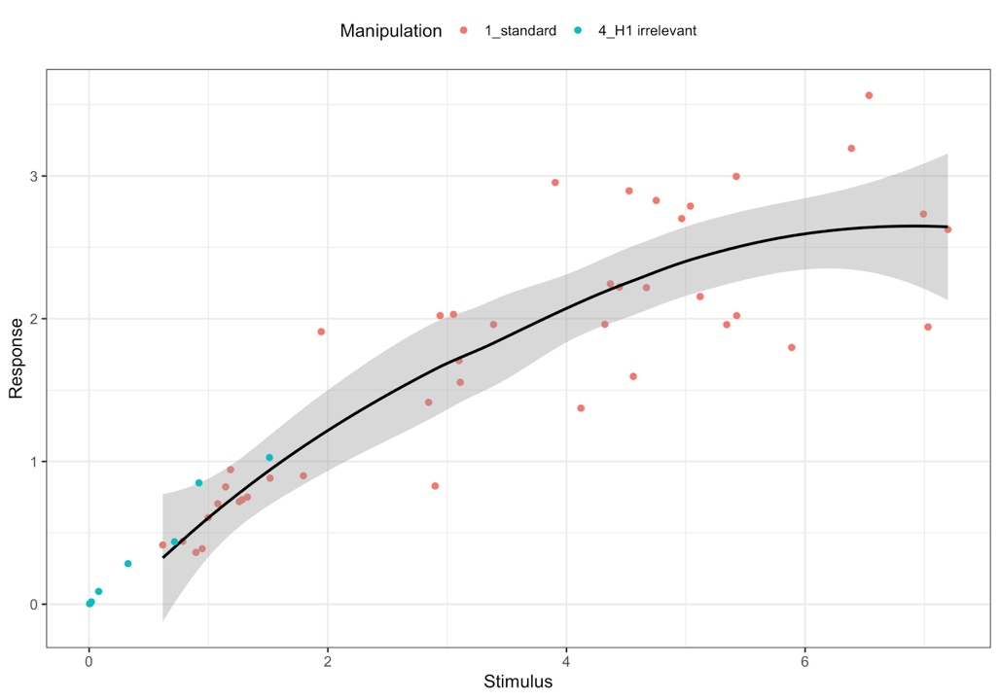 Manipulation 1_standard 4_H1 irrelevant
3
2
1
0
Response
0 2 4 6
Stimulus